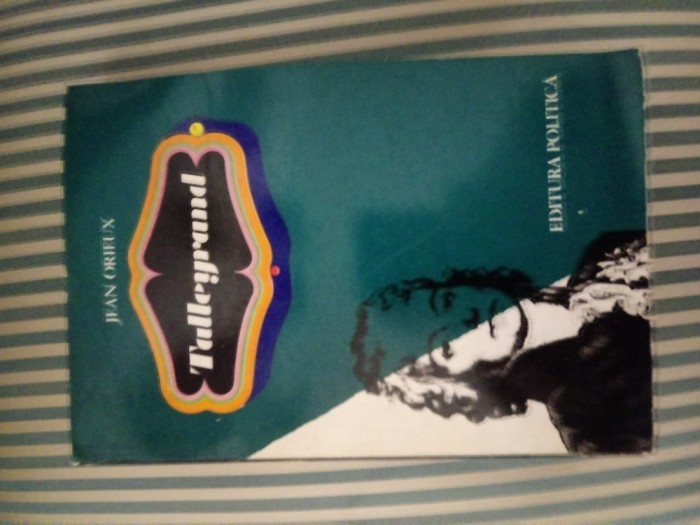 JEAN ORIEUX
Talleyrand
EDITURA POLITICĂ